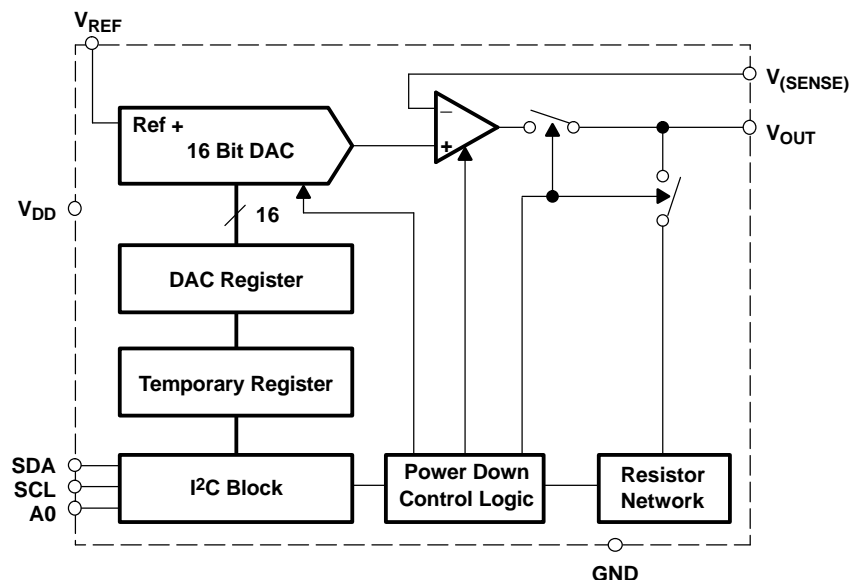 VREF
V(SENSE)
Ref +
16 Bit DAC
−
+
VOUT
VDD
16
DAC Register
Temporary Register
SDA
SCL
A0
I2C Block
Power Down
Control Logic
Resistor
Network
GND